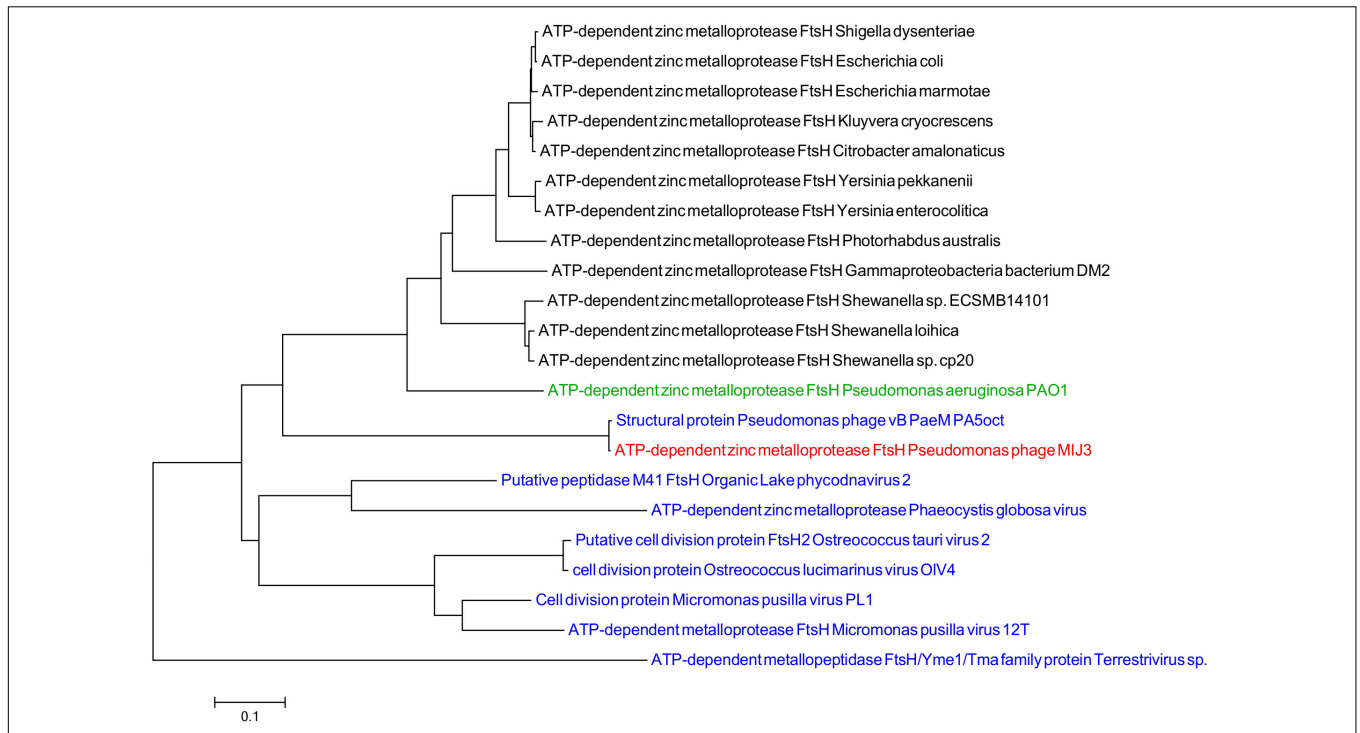 ATP-dependent zinc metalloprotease FtsH Shigella dysenteriae
ATP-dependent zinc metalloprotease FtsH Escherichia coli
ATP-dependent zinc metalloprotease FtsH Escherichia marmotae
ATP-dependent zinc metalloprotease FtsH Kluyvera cryocrescens
ATP-dependent zinc metalloprotease FtsH Citrobacter amalonaticus
ATP-dependent zinc metalloprotease FtsH Yersinia pekkanenii
ATP-dependent zinc metalloprotease FtsH Yersinia enterocolitica
ATP-dependent zinc metalloprotease FtsH Photorhabdus australis
ATP-dependent zinc metalloprotease FtsH Gammaproteobacteria bacterium DM2
ATP-dependent zinc metalloprotease FtsH Shewanella sp. ECSMB14101
ATP-dependent zinc metalloprotease FtsH Shewanella loihica
ATP-dependent zinc metalloprotease FtsH Shewanella sp. cp20
ATP-dependent zinc metalloprotease FtsH Pseudomonas aeruginosa PAO1
Structural protein Pseudomonas phage vB PaeM PA5oct
ATP-dependent zinc metalloprotease FtsH Pseudomonas phage MIJ3
Putative peptidase M41 FtsH Organic Lake phycodnavirus 2
ATP-dependent zinc metalloprotease Phaeocystis globosa virus
Putative cell division protein FtsH2 Ostreococcus tauri virus 2
cell division protein Ostreococcus lucimarinus virus OlV4
Cell division protein Micromonas pusilla virus PL1
ATP-dependent metalloprotease FtsH Micromonas pusilla virus 12T
ATP-dependent metallopeptidase FtsH/Yme1/Tma family protein Terrestrivirus sp.
0.1